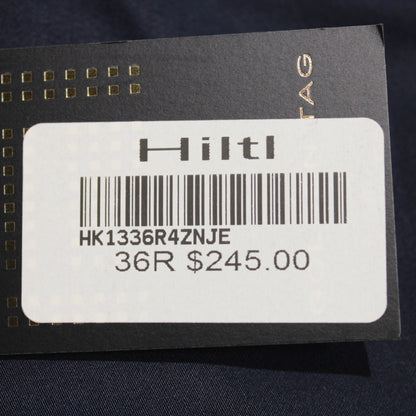 Hiltl
HK1336R4ZNJE
36R $245.00
TAG